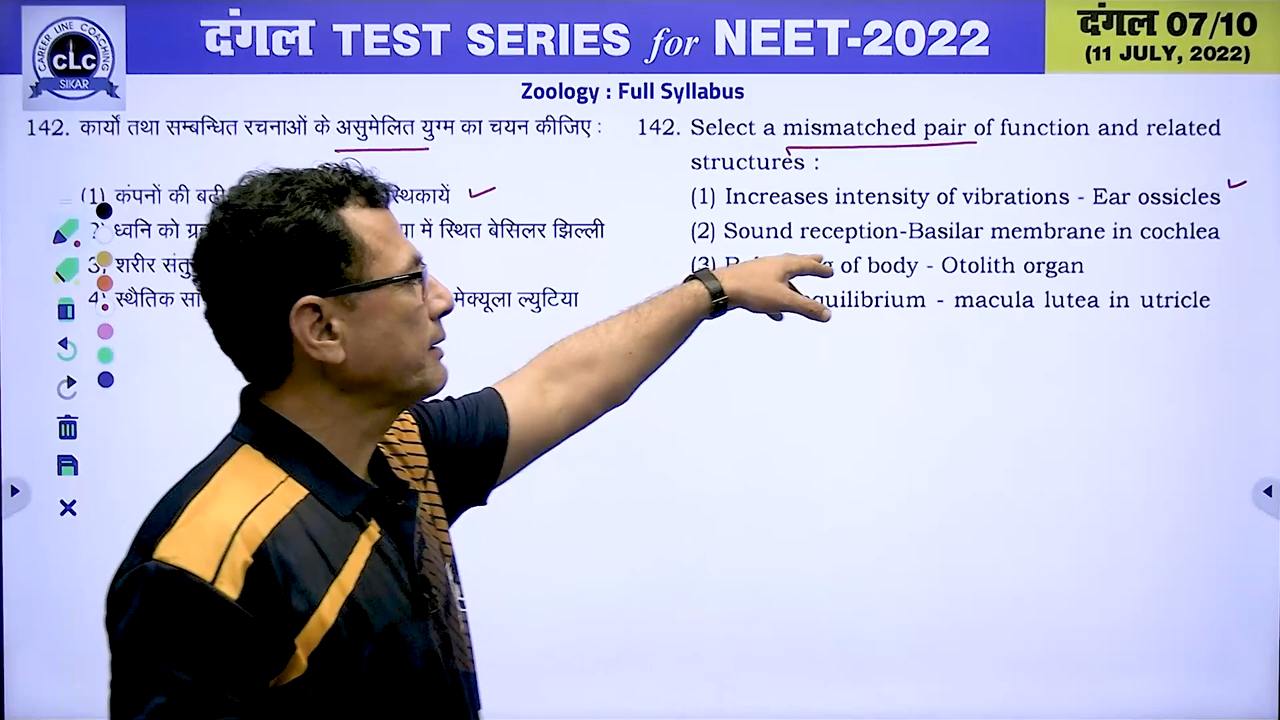 CAREER LINE COACHING
CLC
SIKAR
दंगल TEST SERIES for NEET-2022
दंगल 07/10
(11 JULY, 2022)
Zoology : Full Syllabus
142. कार्यो तथा सम्बन्धित रचनाओं के असुमेलित युग्म का चयन कीजिए :
(1) कंपनों की
ध्वनि को में स्थित बेसिलर झिल्ली
शरीर
स्थैतिक मेक्यूला ल्युटिया
142. Select a mismatched pair of function and related
structures :
(1) Increases intensity of vibrations - Ear ossicles
(2) Sound reception-Basilar membrane in cochlea
(3) of body - Otolith organ
- macula lutea in utricle